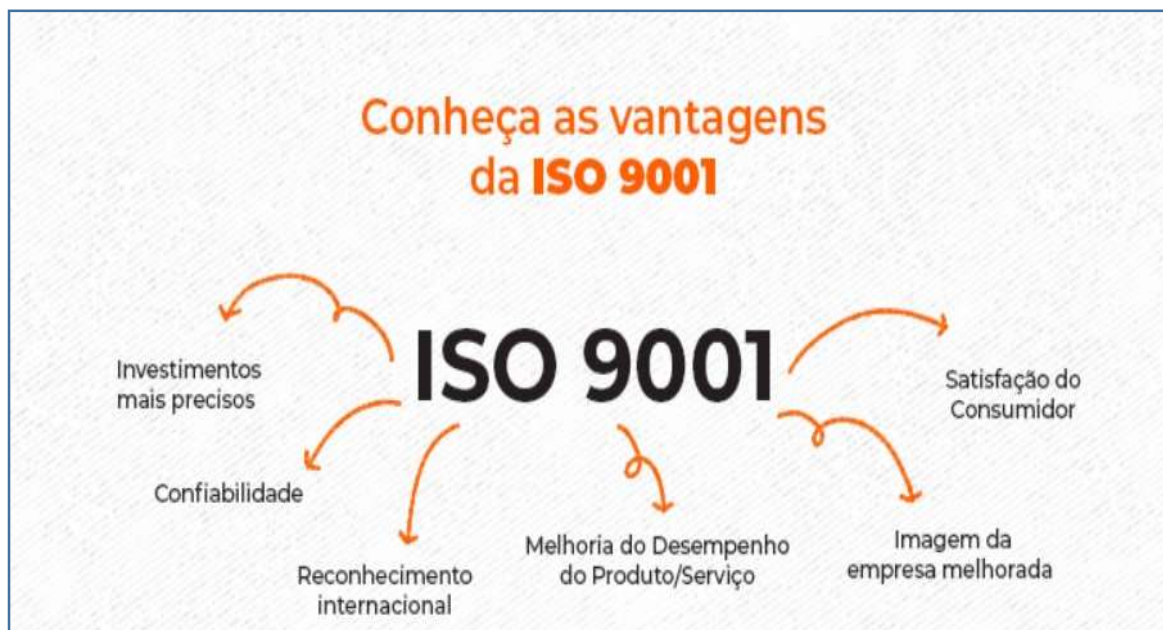 Conheça as vantagens
da ISO 9001
ISO 9001
Investimentos
mais precisos
Confiabilidade
Reconhecimento
internacional
Melhoria do Desempenho
do Produto/Serviço
Imagem da
empresa melhorada
Satisfação do
Consumidor